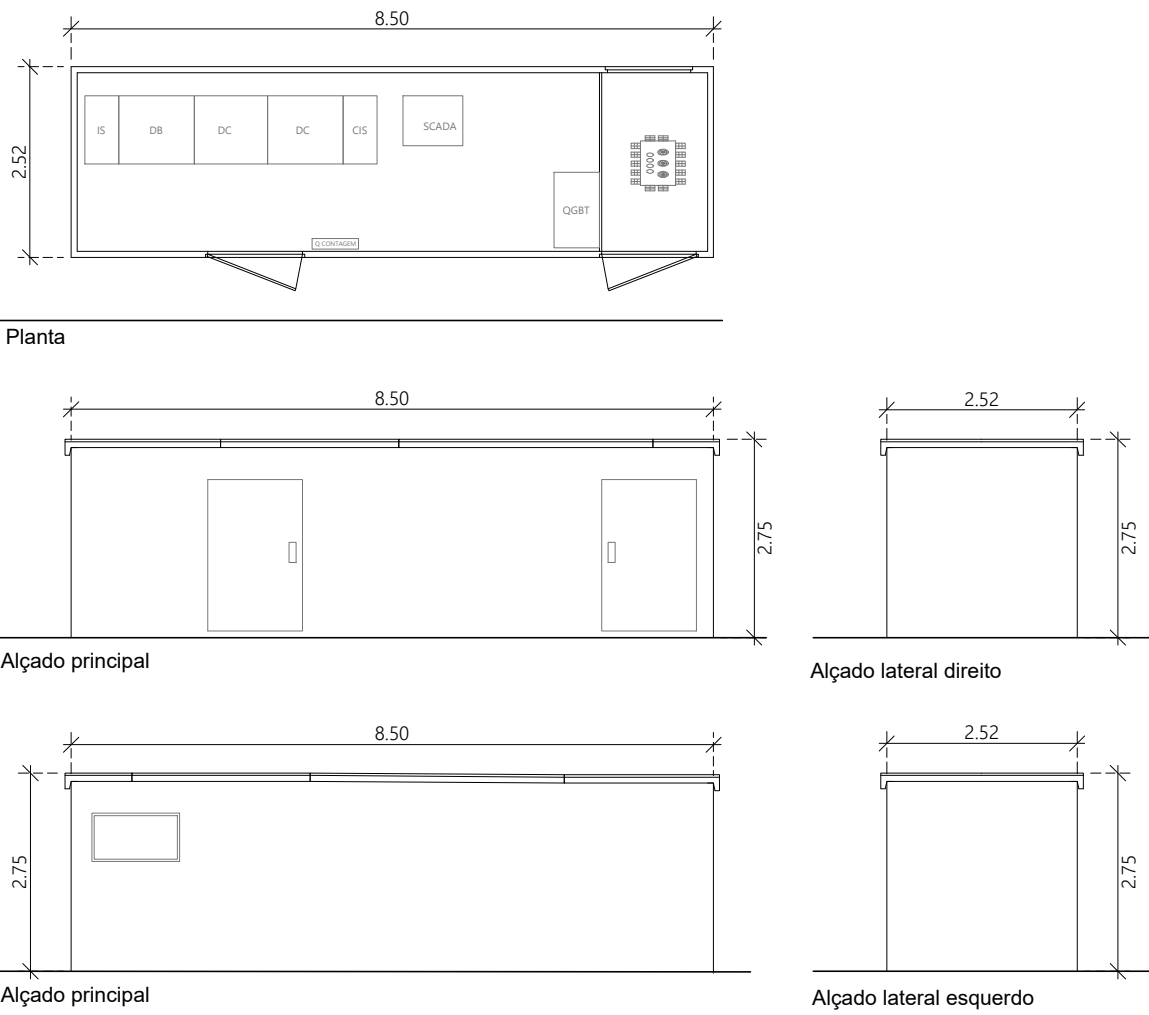 8.50
2.52
IS DB DC DC CIS SCADA
QGBT
Q CONTAGEM
Planta
8.50
2.52
2.75
2.75
Alçado principal
Alçado lateral direito
8.50
2.52
2.75
2.75
Alçado principal
Alçado lateral esquerdo